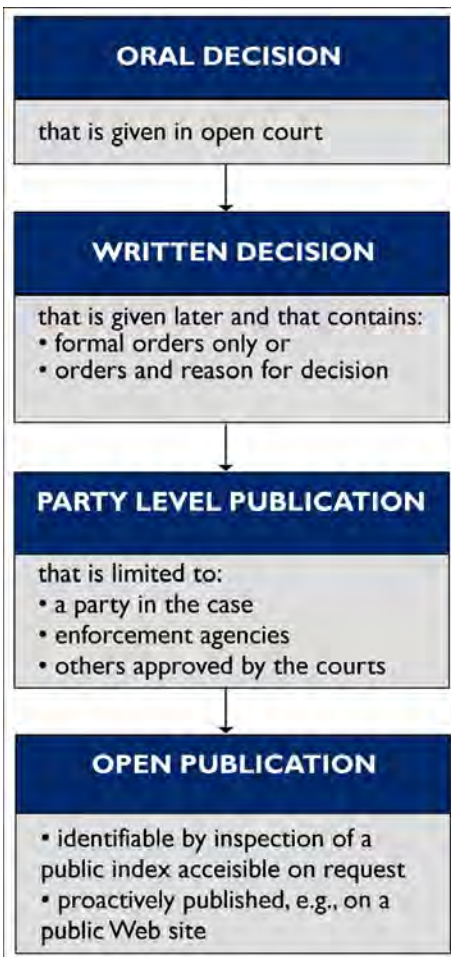 ORAL DECISION
that is given in open court
WRITTEN DECISION
that is given later and that contains:
• formal orders only or
• orders and reason for decision
PARTY LEVEL PUBLICATION
that is limited to:
• a party in the case
• enforcement agencies
• others approved by the courts
OPEN PUBLICATION
• identifiable by inspection of a
public index acceisible on request
• proactively published, e.g., on a
public Web site